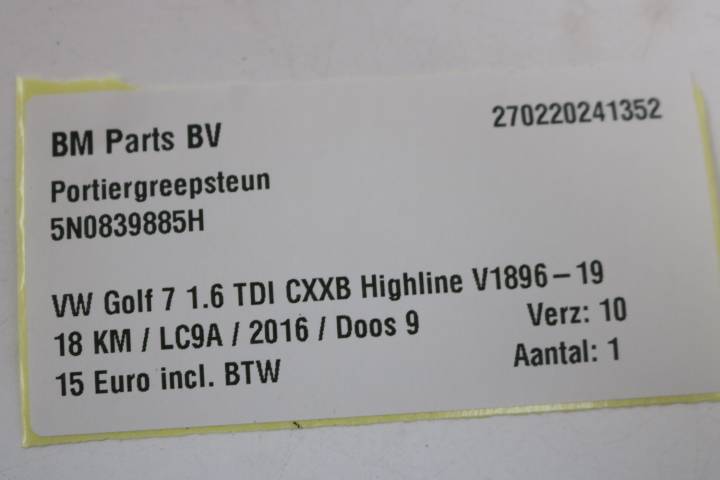 BM Parts BV
270220241352
Portiergreepsteun
5N0839885H
VW Golf 7 1.6 TDI CXXB Highline V1896-19
18 KM / LC9A / 2016 / Doos 9
Verz: 10
15 Euro incl. BTW
Aantal: 1